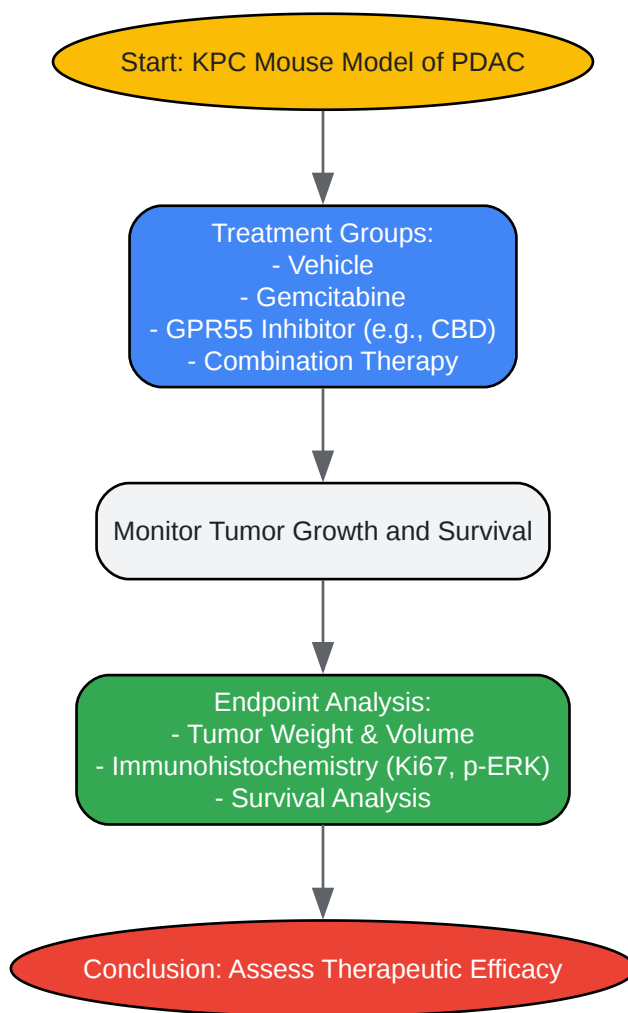 Start: KPC Mouse Model of PDAC
Treatment Groups:
- Vehicle
- Gemcitabine
- GPR55 Inhibitor (e.g., CBD)
- Combination Therapy
Monitor Tumor Growth and Survival
Endpoint Analysis:
- Tumor Weight & Volume
- Immunohistochemistry (Ki67, p-ERK)
- Survival Analysis
Conclusion: Assess Therapeutic Efficacy